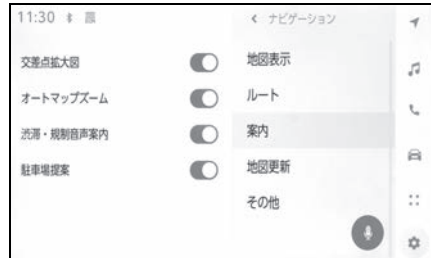 11:30
ナビゲーション
交差点拡大図
オートマップズーム
渋滞・規制音声案内
駐車場提案
地図表示
ルート
案内
地図更新
その他